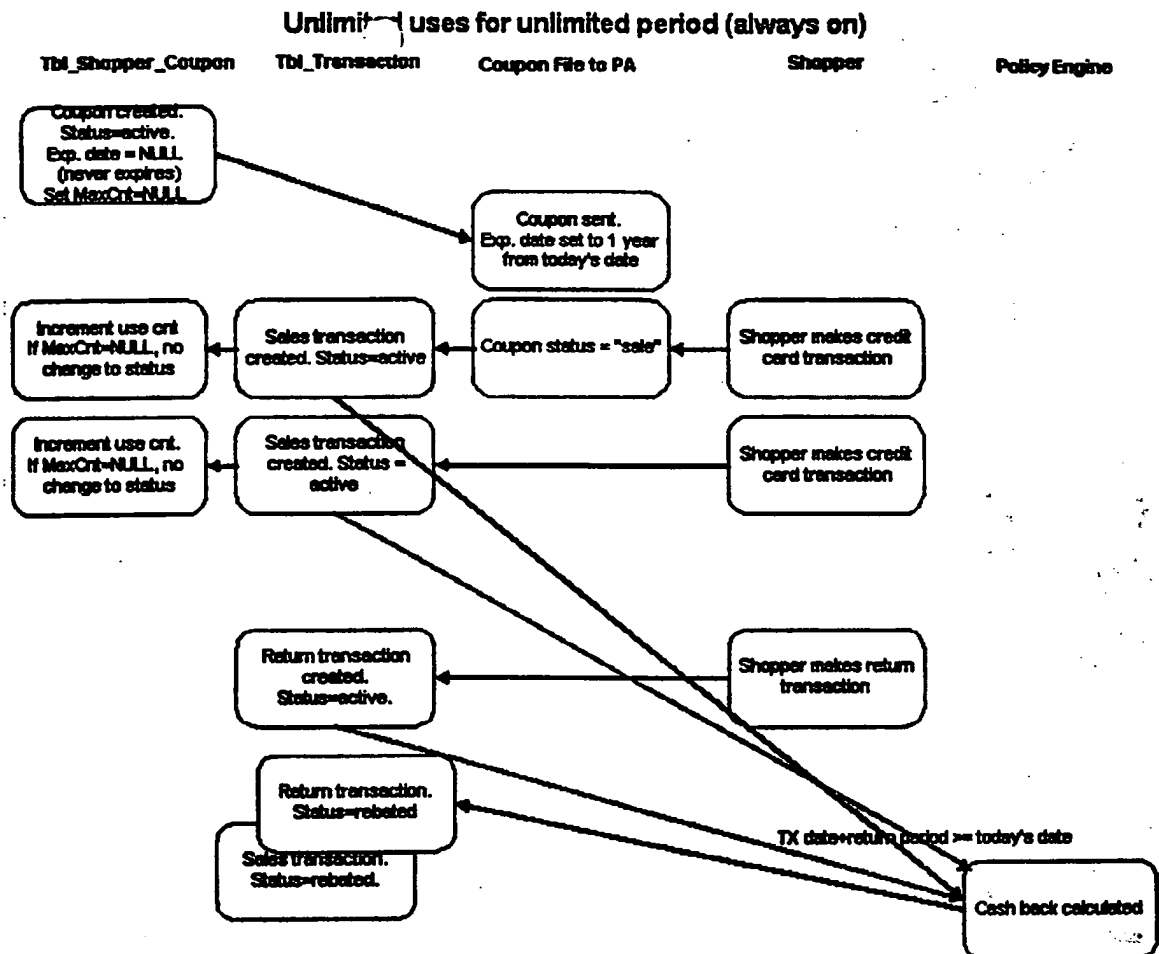 Unlimited uses for unlimited period (always on)
Tbl_Shopper_Coupon
Tbl_Transaction
Coupon File to PA
Shopper
Policy Engine
Coupon created.
Status=active.
Exp. date = NULL
(never expires)
Set MaxCnt=NULL
Coupon sent.
Exp. date set to 1 year
from today's date
Increment use cnt
If MaxCnt=NULL, no
change to status
Sales transaction
created. Status=active
Coupon status = "sale"
Shopper makes credit
card transaction
Increment use cnt.
If MaxCnt=NULL, no
change to status
Sales transaction
created. Status =
active
Shopper makes credit
card transaction
Return transaction
created.
Status=active.
Shopper makes return
transaction
Return transaction.
Status=rebated
TX date+return period >= today's date
Sales transaction.
Status=rebated.
Cash back calculated